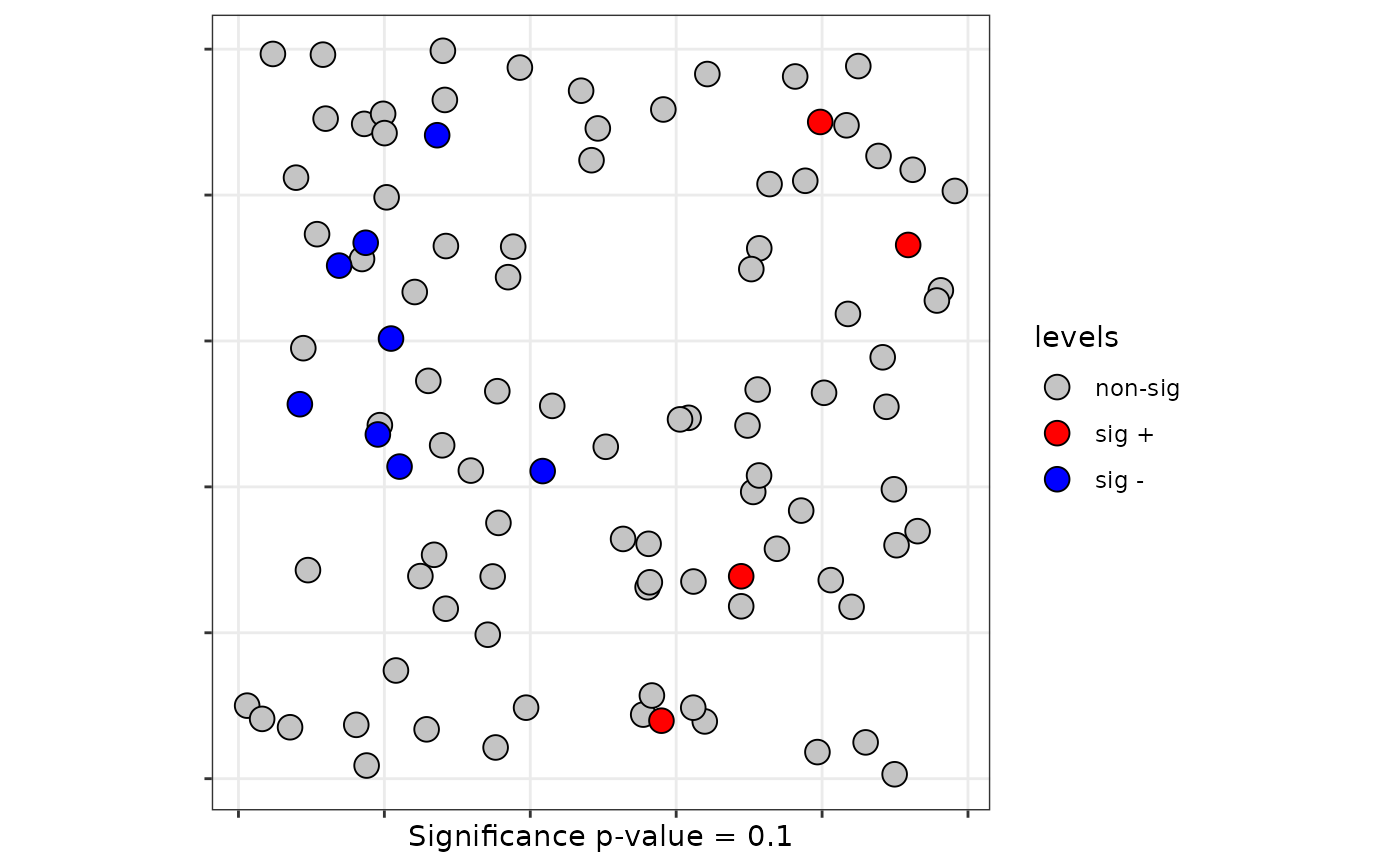 levels
non-sig
sig +
sig -
Significance p-value = 0.1